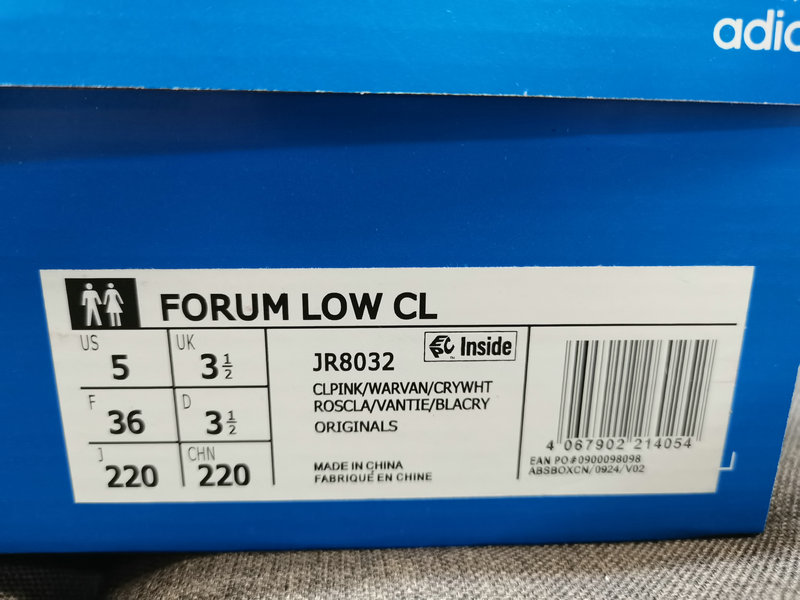 adid
FORUM LOW CL
US 5 UK 3 1/2
F 36 D 3 1/2
J 220 CHN 220
JR8032
Inside
CLPINK/WARVAN/CRYWHT
ROSCLA/VANTIE/BLACRY
ORIGINALS
MADE IN CHINA
FABRIQUÉ EN CHINE
4 067902 214054
EAN PO#0900098098
ABSBOXCN/0924/V02